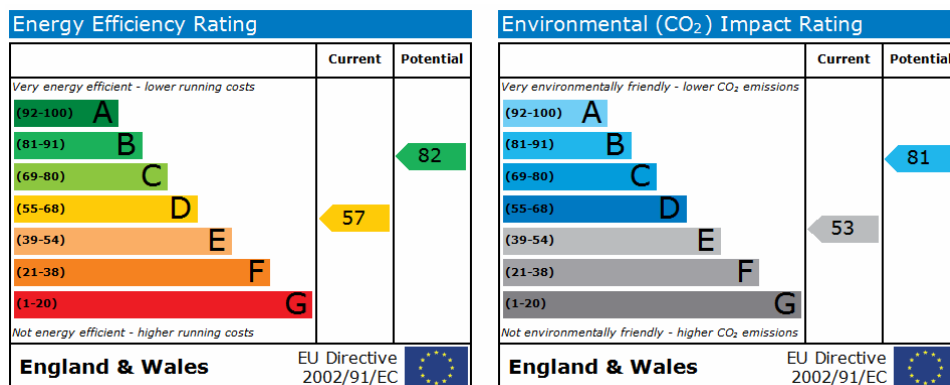 Energy Efficiency Rating
Current Potential
Very energy efficient - lower running costs
(92-100) A
(81-91) B
82
(69-80) C
(55-68) D
57
(39-54) E
(21-38) F
(1-20) G
Not energy efficient - higher running costs
England & Wales
EU Directive
2002/91/EC
Environmental (CO₂) Impact Rating
Current Potential
Very environmentally friendly - lower CO₂ emissions
(92-100) A
(81-91) B
81
(69-80) C
(55-68) D
(39-54) E
53
(21-38) F
(1-20) G
Not environmentally friendly - higher CO₂ emissions
England & Wales
EU Directive
2002/91/EC